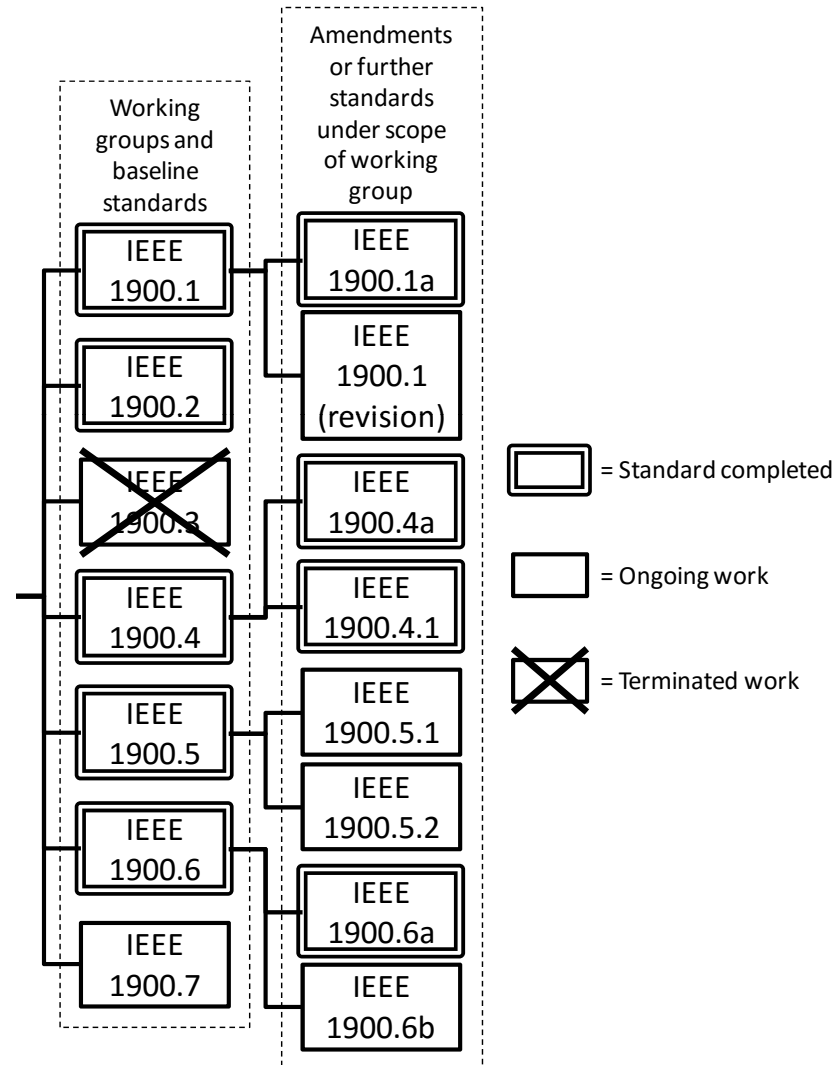 Working
groups and
baseline
standards
IEEE
1900.1
IEEE
1900.2
IEEE
1900.3
IEEE
1900.4
IEEE
1900.5
IEEE
1900.6
IEEE
1900.7
Amendments
or further
standards
under scope
of working
group
IEEE
1900.1a
IEEE
1900.1
(revision)
IEEE
1900.4a
IEEE
1900.4.1
IEEE
1900.5.1
IEEE
1900.5.2
IEEE
1900.6a
IEEE
1900.6b
= Standard completed
= Ongoing work
= Terminated work